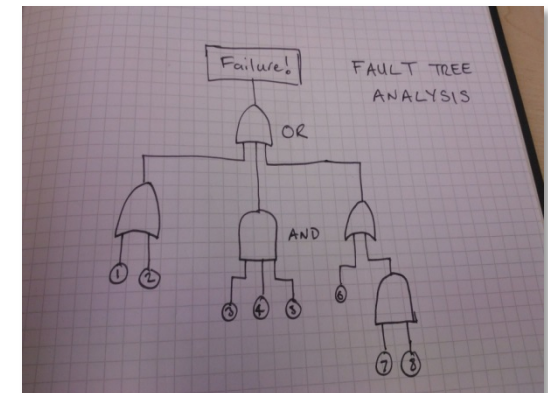 Failure!
FAULT TREE
ANALYSIS
OR
AND
1 2
3 4 5
6
7 8